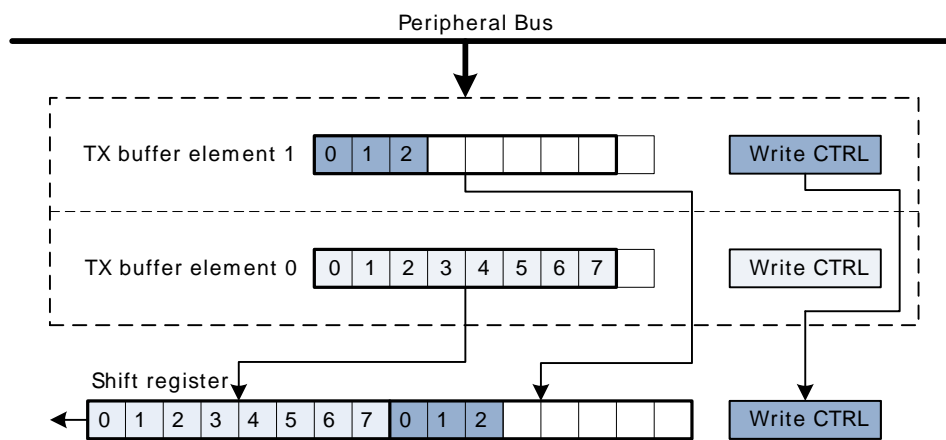 Peripheral Bus
TX buffer element 1 0 1 2 Write CTRL
TX buffer element 0 0 1 2 3 4 5 6 7 Write CTRL
Shift register
0 1 2 3 4 5 6 7 0 1 2 Write CTRL